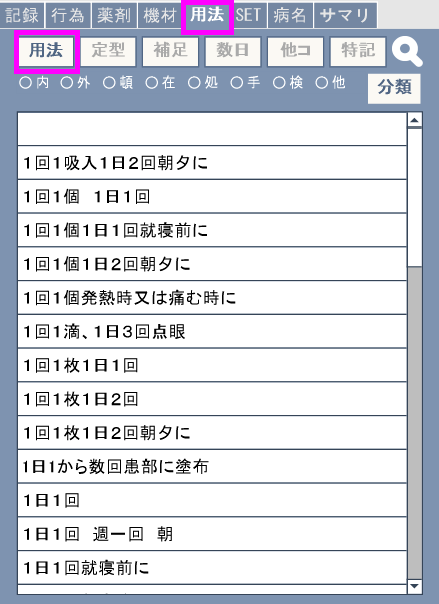 記録 行為 薬剤 機材 用法 SET 病名 サマリ
用法 定型 補足 数日 他コ 特記
○内 ○外 ○頓 ○在 ○処 ○手 ○検 ○他
分類
1回1吸入1日2回朝夕に
1回1個 1日1回
1回1個1日1回就寝前に
1回1個1日2回朝夕に
1回1個発熱時又は痛む時に
1回1滴、1日3回点眼
1回1枚1日1回
1回1枚1日2回
1回1枚1日2回朝夕に
1日1から数回患部に塗布
1日1回
1日1回 週一回 朝
1日1回就寝前に